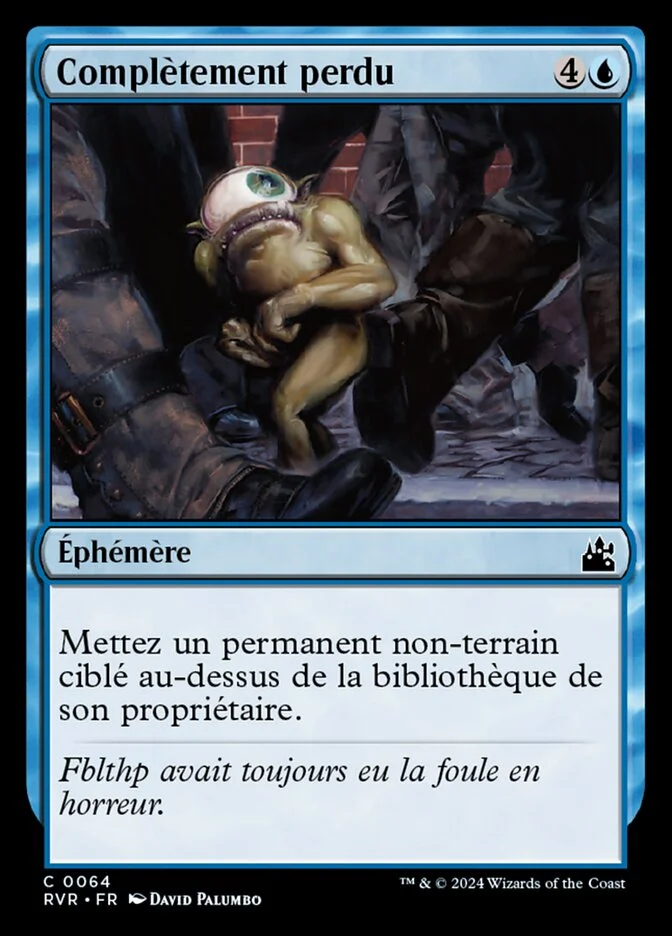 Complètement perdu
4
Éphémère
Mettez un permanent non-terrain
ciblé au-dessus de la bibliothèque de
son propriétaire.
Fblthp avait toujours eu la foule en
horreur.
C 0064
RVR • FR DAVID PALUMBO
™ & © 2024 Wizards of the Coast